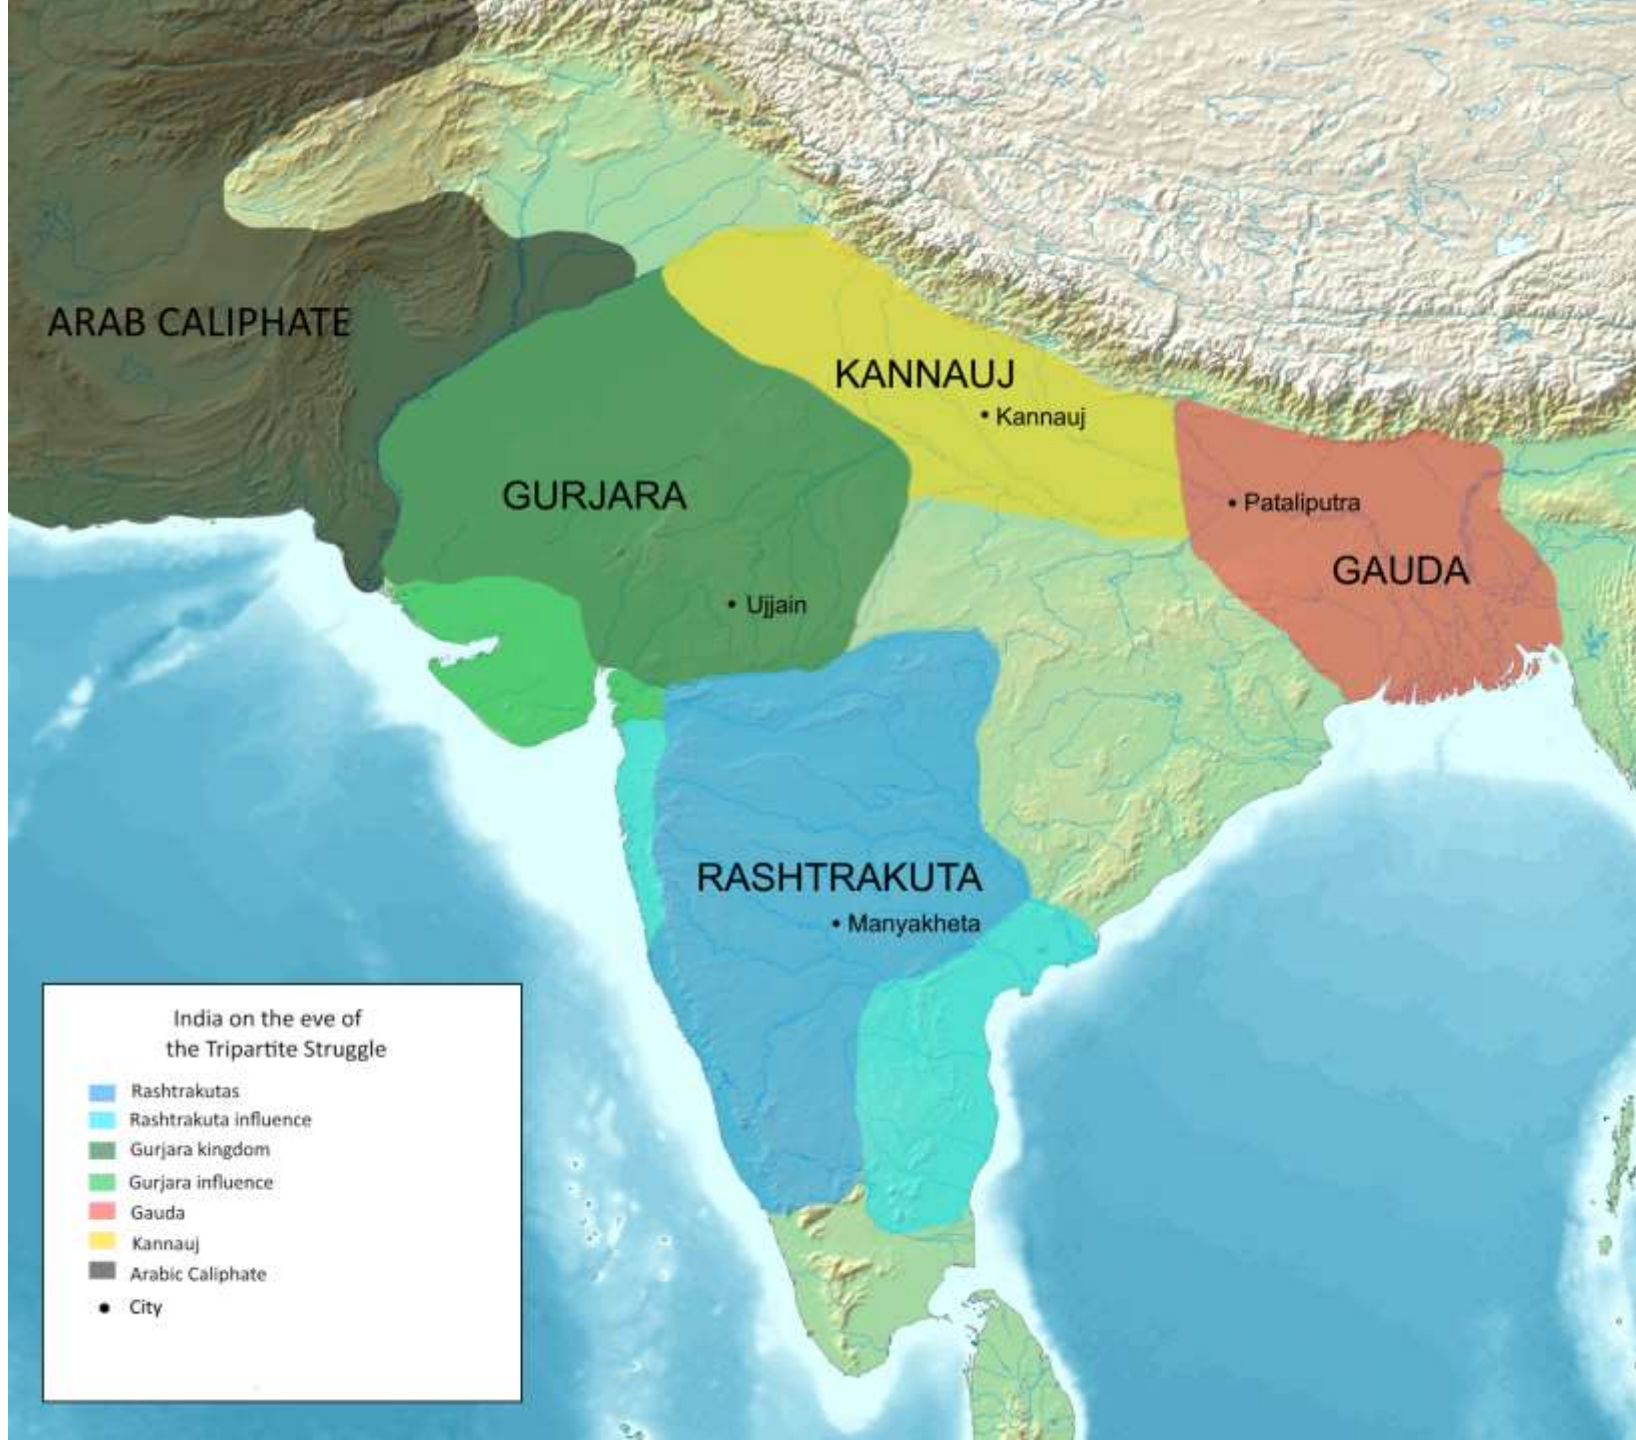 ARAB CALIPHATE
KANNAUJ
Kannauj
GURJARA
Pataliputra
GAUDA
Ujjain
RASHTRAKUTA
Manyakheta
India on the eve of
the Tripartite Struggle
Rashtrakutas
Rashtrakuta influence
Gurjara kingdom
Gurjara influence
Gauda
Kannauj
Arabic Caliphate
City